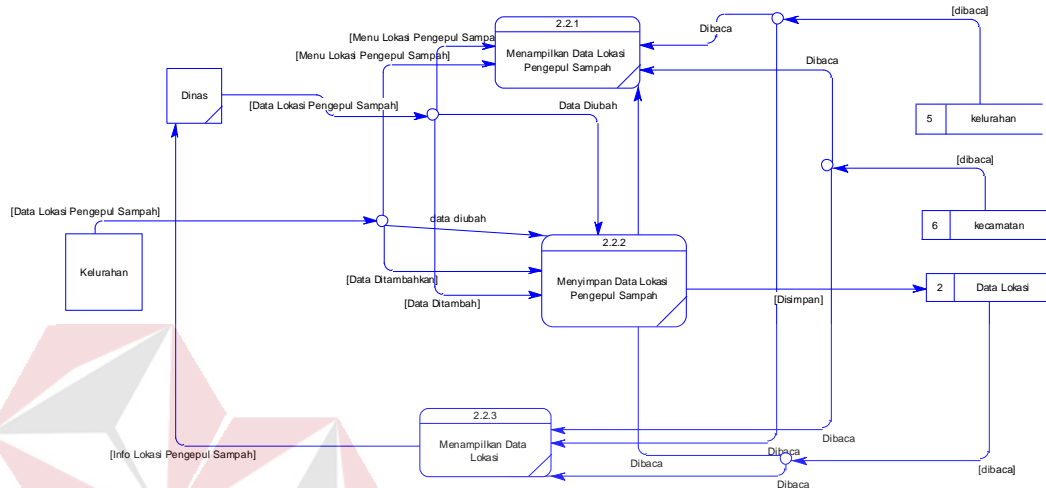 [dibaca]
2.2.1
Dibaca
[Menu Lokasi Pengepul Sampa
Menampilkan Data Lokasi
Pengepul Sampah
[Menu Lokasi Pengepul Sampah]
Dibaca
Dinas
[Data Lokasi Pengepul Sampah]
Data Diubah
5
kelurahan
[dibaca]
[Data Lokasi Pengepul Sampah]
data diubah
6
kecamatan
2.2.2
Kelurahan
Menyimpan Data Lokasi
Pengepul Sampah
[Data Ditambahkan]
2
Data Lokasi
[Data Ditambah]
[Disimpan]
2.2.3
Menampilkan Data
Lokasi
Dibaca
[Info Lokasi Pengepul Sampah]
Dibaca
Dibaca
[dibaca]
Dibaca